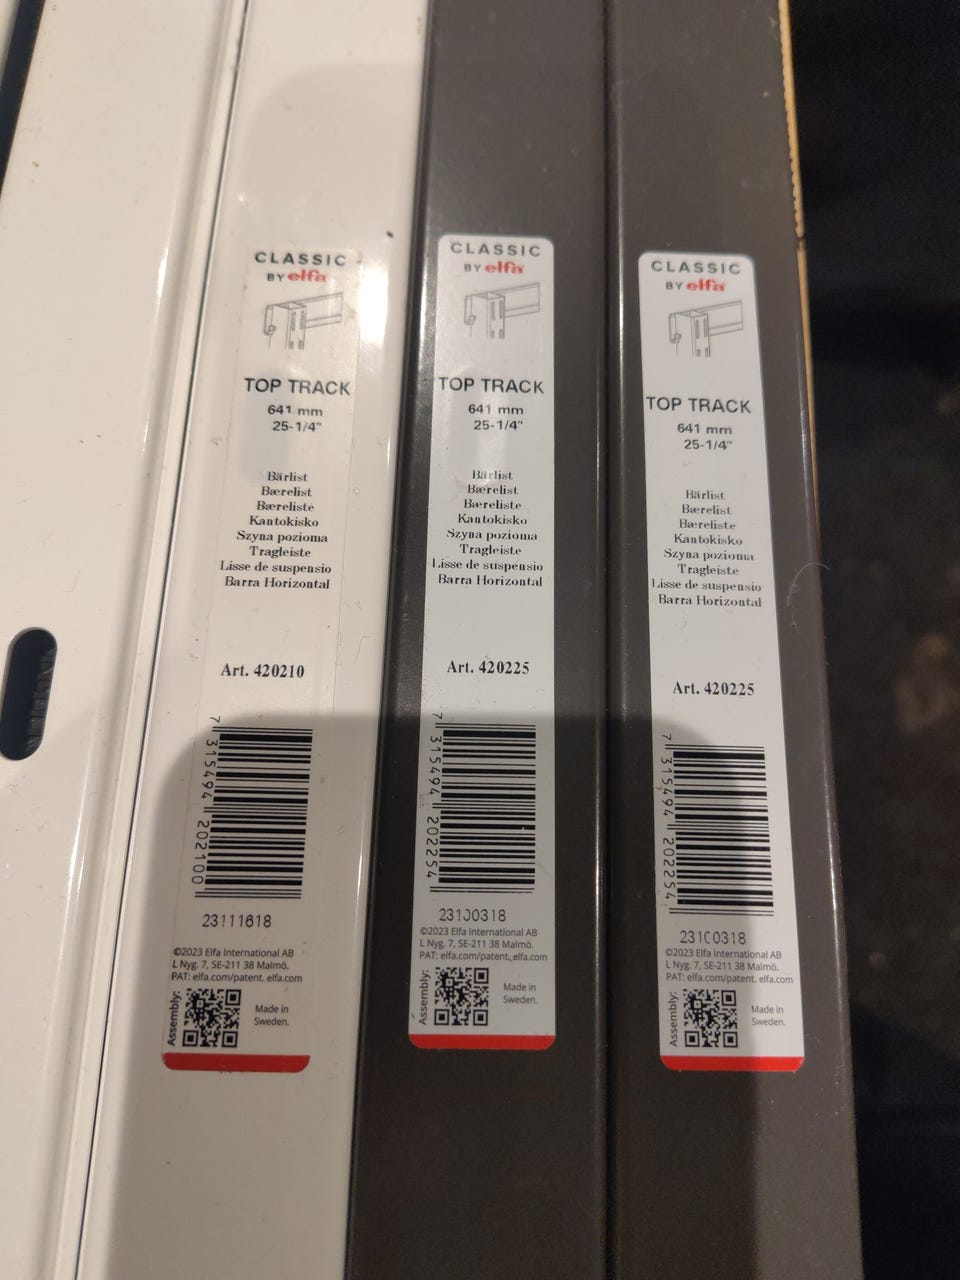 CLASSIC
BY elfa
TOP TRACK
641 mm
25-1/4"
Bärlist
Bærelist
Bæreliste
Kantokisko
Szyna pozioma
Tragleiste
Lisse de suspensio
Barra Horizontal
Art. 420210
7 315494 202100
23111618
©2023 Elfa International AB
L Nyg. 7, SE-211 38 Malmö.
PAT: elfa.com/patent. elfa.com
Assembly:
Made in
Sweden.
CLASSIC
BY elfa
TOP TRACK
641 mm
25-1/4"
Bärlist
Bærelist
Bæreliste
Kantokisko
Szyna pozioma
Tragleiste
Lisse de suspensio
Barra Horizontal
Art. 420225
7 315494 202254
23100318
©2023 Elfa International AB
L Nyg. 7, SE-211 38 Malmö.
PAT: elfa.com/patent. elfa.com
Assembly:
Made in
Sweden.
CLASSIC
BY elfa
TOP TRACK
641 mm
25-1/4"
Bärlist
Bærelist
Bæreliste
Kantokisko
Szyna pozioma
Tragleiste
Lisse de suspensio
Barra Horizontal
Art. 420225
7 315494 202254
23100318
©2023 Elfa International AB
L Nyg. 7, SE-211 38 Malmö.
PAT: elfa.com/patent. elfa.com
Assembly:
Made in
Sweden.